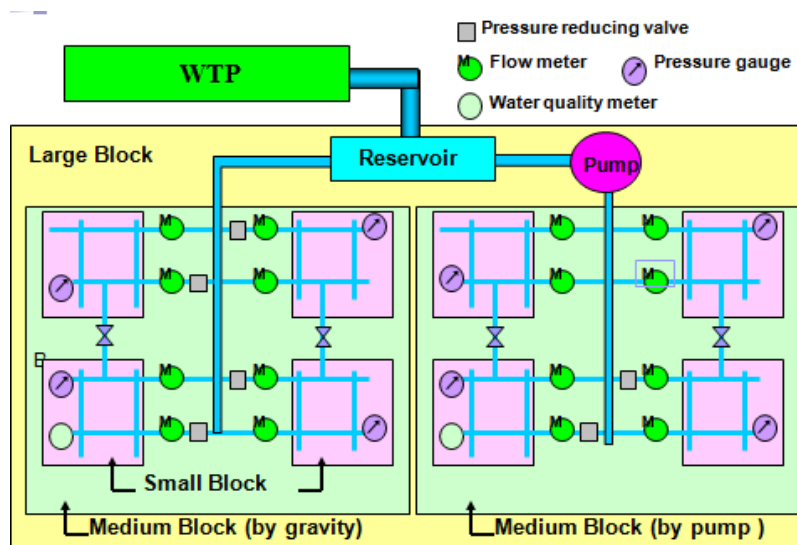 Pressure reducing valve
WTP
M Flow meter
Pressure gauge
Water quality meter
Large Block
Reservoir
Pump
M M M M
M M M M
E
M M M M
M M M M
Small Block
Medium Block (by gravity)
Medium Block (by pump )